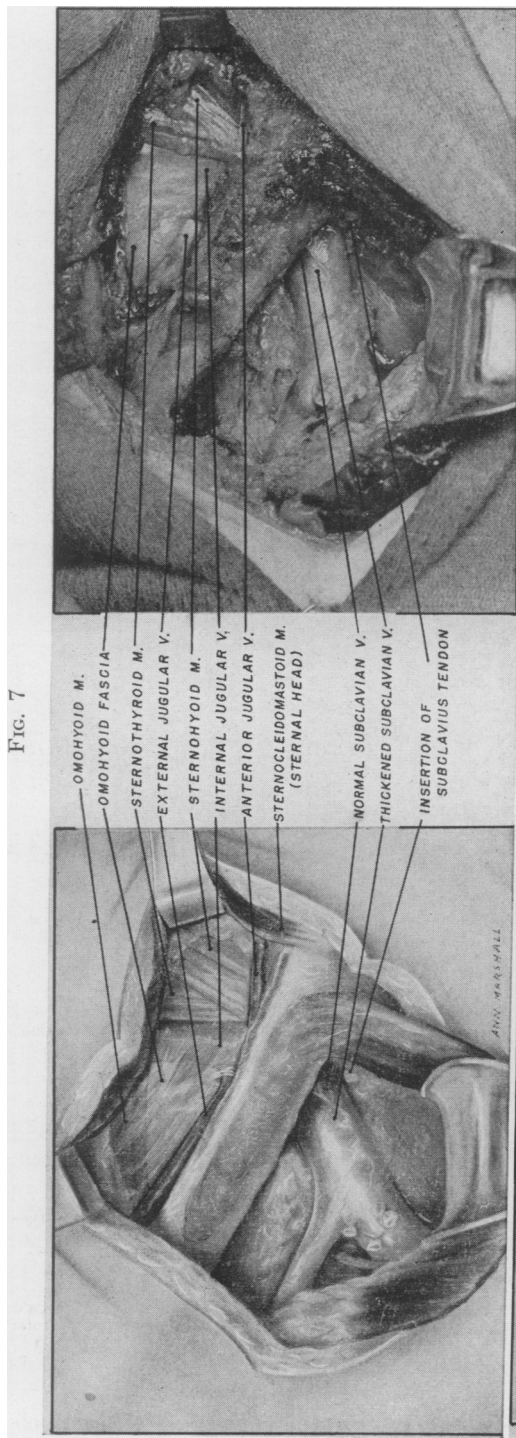 FIG. 7
OMOHYOID M.
OMOHYOID FASCIA
STERNOTHYROID M.
EXTERNAL JUGULAR V.
STERNOHYOID M.
INTERNAL JUGULAR V.
ANTERIOR JUGULAR V.
STERNOCLEIDOMASTOID M.
(STERNAL HEAD)
NORMAL SUBCLAVIAN V.
THICKENED SUBCLAVIAN V.
INSERTION OF
SUBCLAVIUS TENDON
ANN MARSHALL